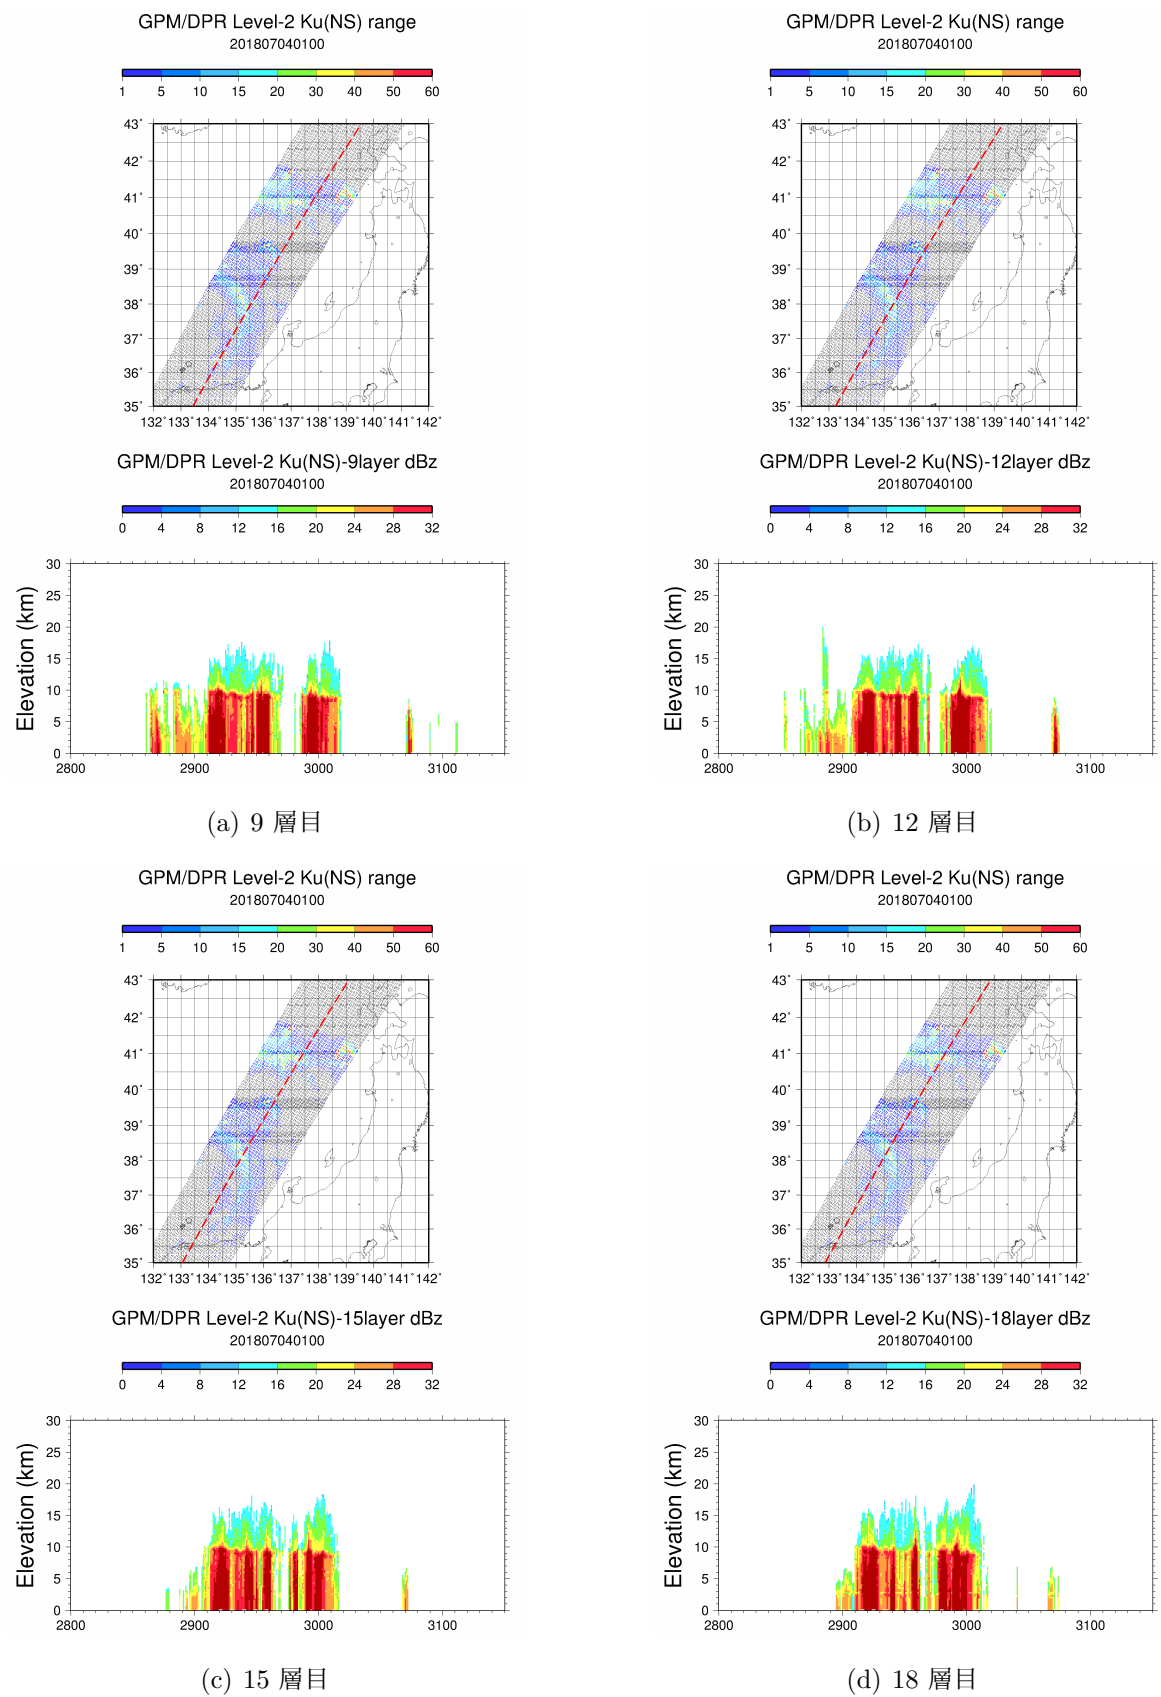 GPM/DPR Level-2 Ku(NS) range
201807040100
1 5 10 15 20 30 40 50 60
43°
42°
41°
40°
39°
38°
37°
36°
35°
132° 133° 134° 135° 136° 137° 138° 139° 140° 141° 142°
GPM/DPR Level-2 Ku(NS)-9layer dBz
201807040100
0 4 8 12 16 20 24 28 32
Elevation (km)
30
25
20
15
10
5
0
2800 2900 3000 3100
(a) 9 層目
GPM/DPR Level-2 Ku(NS) range
201807040100
1 5 10 15 20 30 40 50 60
43°
42°
41°
40°
39°
38°
37°
36°
35°
132° 133° 134° 135° 136° 137° 138° 139° 140° 141° 142°
GPM/DPR Level-2 Ku(NS)-12layer dBz
201807040100
0 4 8 12 16 20 24 28 32
Elevation (km)
30
25
20
15
10
5
0
2800 2900 3000 3100
(b) 12 層目
GPM/DPR Level-2 Ku(NS) range
201807040100
1 5 10 15 20 30 40 50 60
43°
42°
41°
40°
39°
38°
37°
36°
35°
132° 133° 134° 135° 136° 137° 138° 139° 140° 141° 142°
GPM/DPR Level-2 Ku(NS)-15layer dBz
201807040100
0 4 8 12 16 20 24 28 32
Elevation (km)
30
25
20
15
10
5
0
2800 2900 3000 3100
(c) 15 層目
GPM/DPR Level-2 Ku(NS) range
201807040100
1 5 10 15 20 30 40 50 60
43°
42°
41°
40°
39°
38°
37°
36°
35°
132° 133° 134° 135° 136° 137° 138° 139° 140° 141° 142°
GPM/DPR Level-2 Ku(NS)-18layer dBz
201807040100
0 4 8 12 16 20 24 28 32
Elevation (km)
30
25
20
15
10
5
0
2800 2900 3000 3100
(d) 18 層目